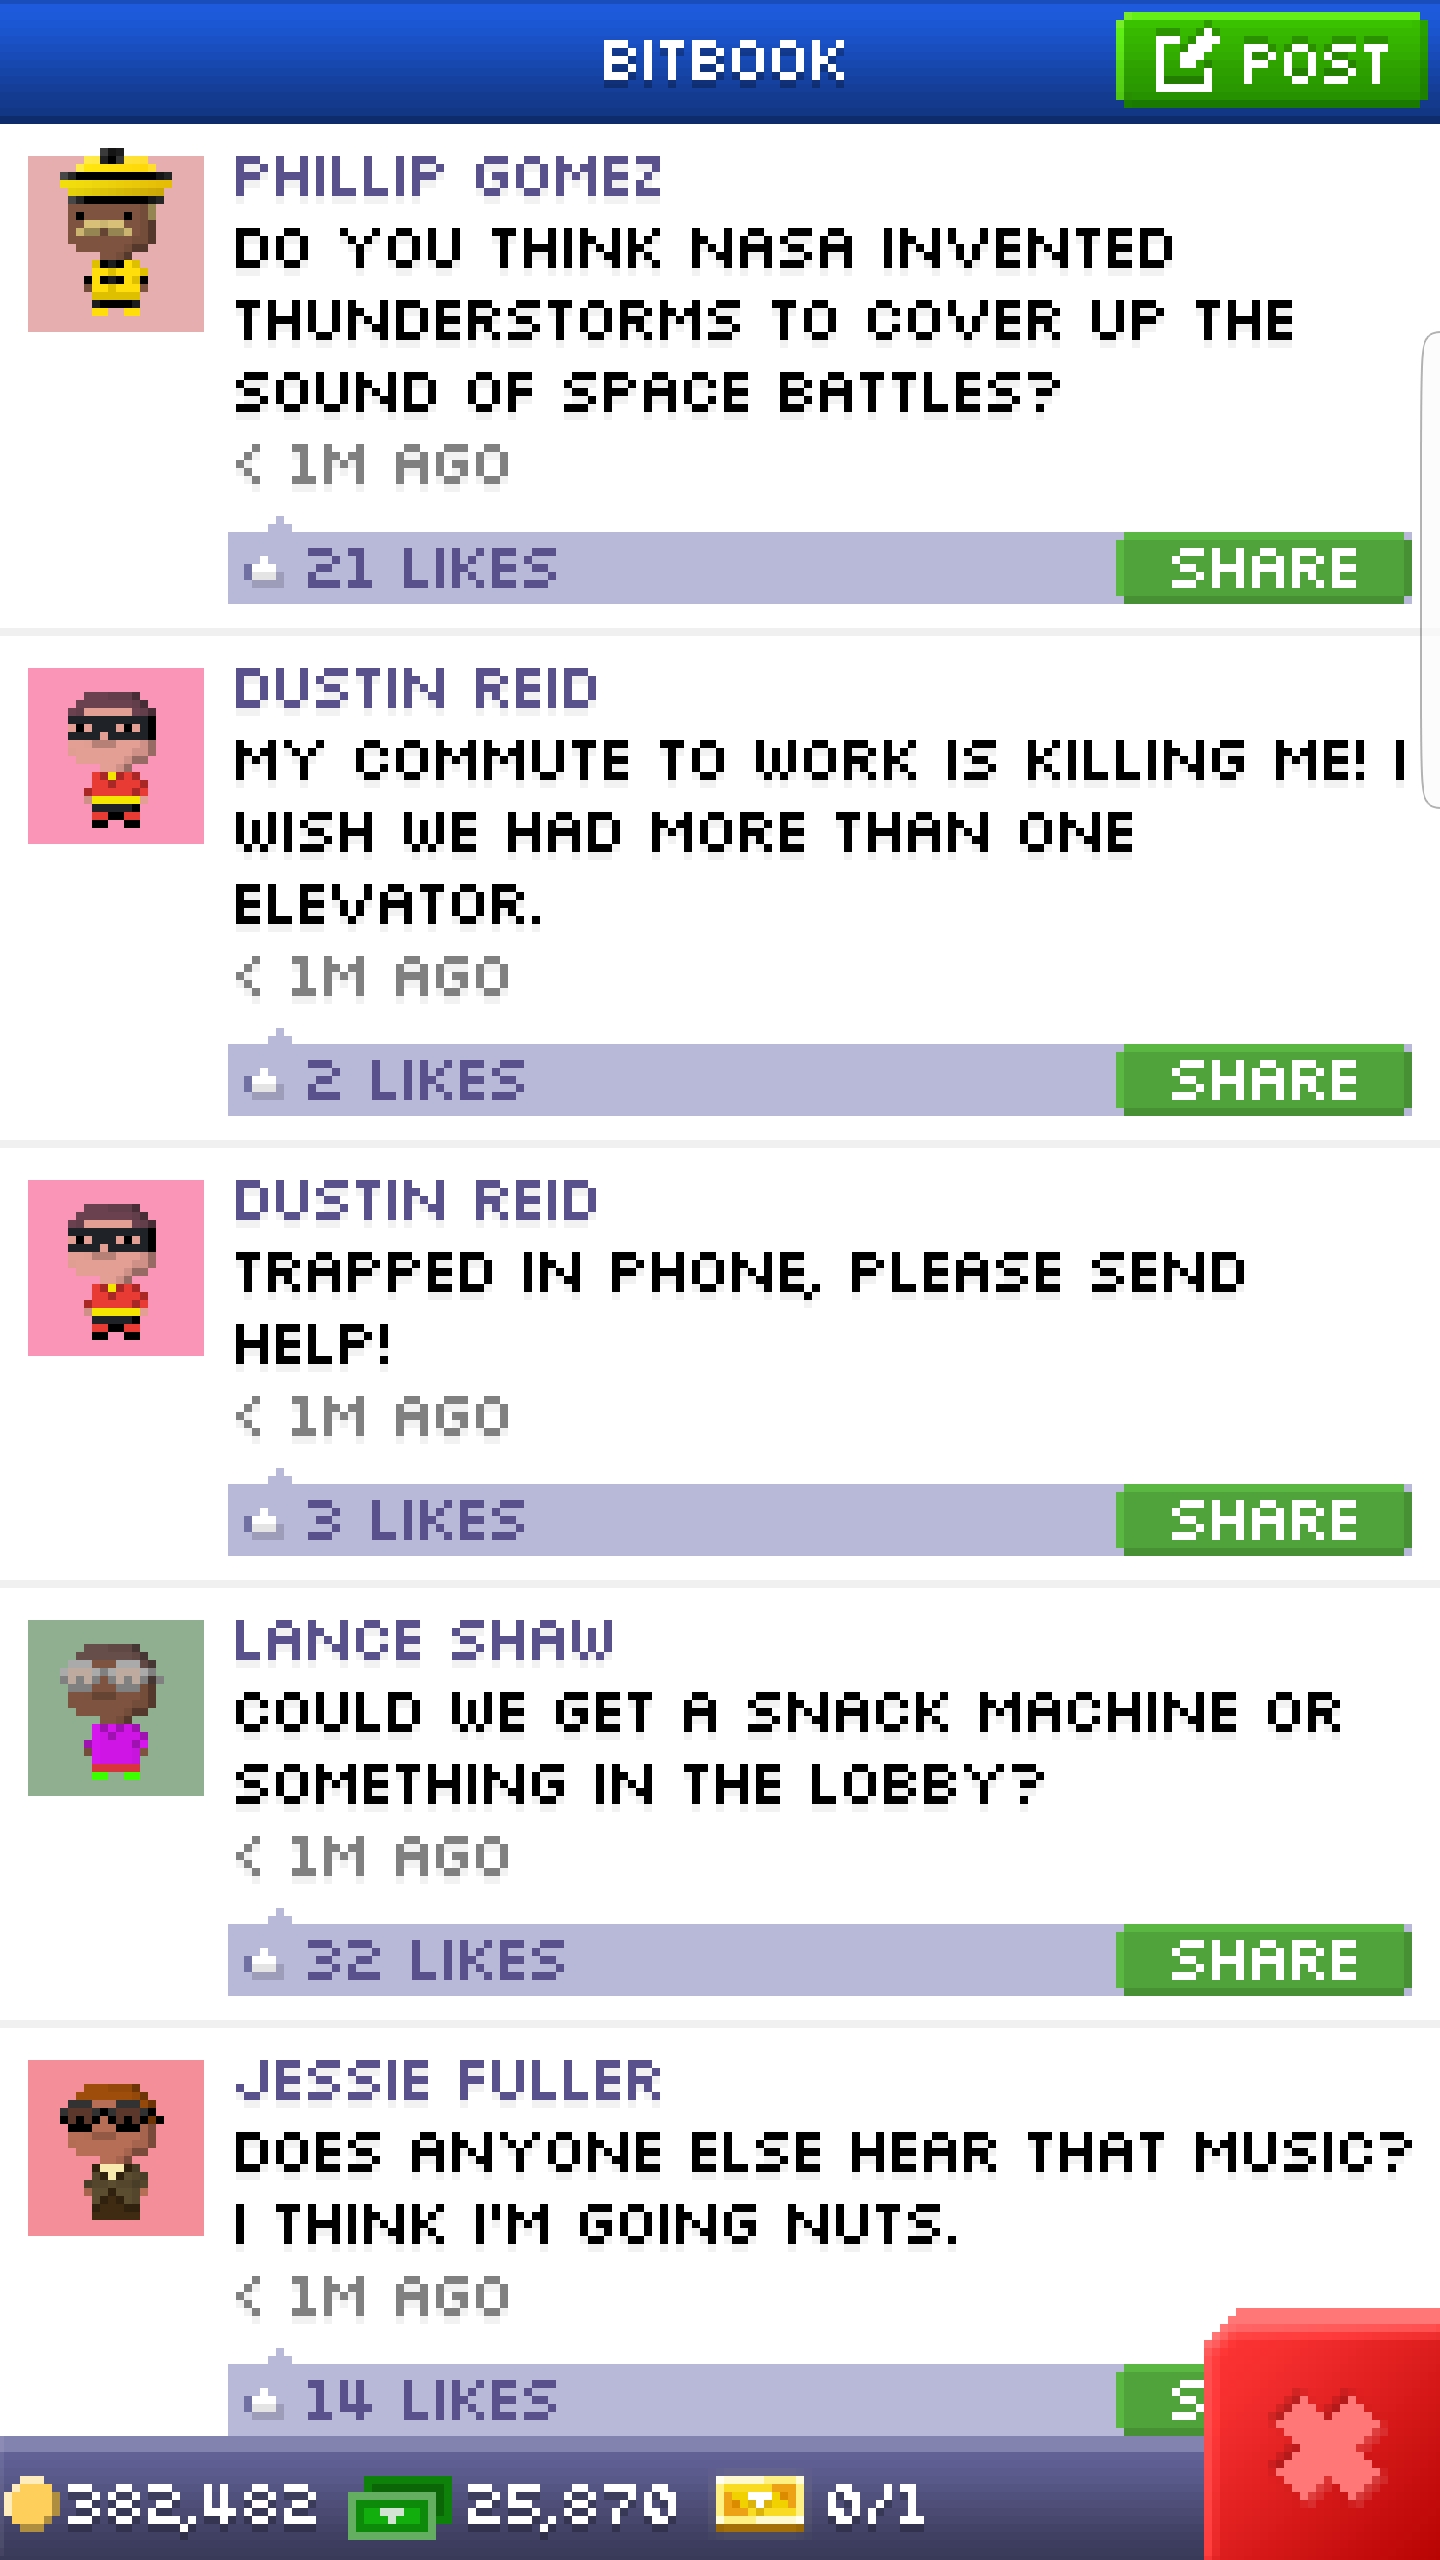 BITBOOK
POST
PHILLIP GOMEZ
DO YOU THINK NASA INVENTED
THUNDERSTORMS TO COVER UP THE
SOUND OF SPACE BATTLES?
< 1M AGO
21 LIKES
SHARE
DUSTIN REID
MY COMMUTE TO WORK IS KILLING ME! I
WISH WE HAD MORE THAN ONE
ELEVATOR.
< 1M AGO
2 LIKES
SHARE
DUSTIN REID
TRAPPED IN PHONE, PLEASE SEND
HELP!
< 1M AGO
3 LIKES
SHARE
LANCE SHAW
COULD WE GET A SNACK MACHINE OR
SOMETHING IN THE LOBBY?
< 1M AGO
32 LIKES
SHARE
JESSIE FULLER
DOES ANYONE ELSE HEAR THAT MUSIC?
I THINK I'M GOING NUTS.
< 1M AGO
14 LIKES
S
382,482
25,870
0/1